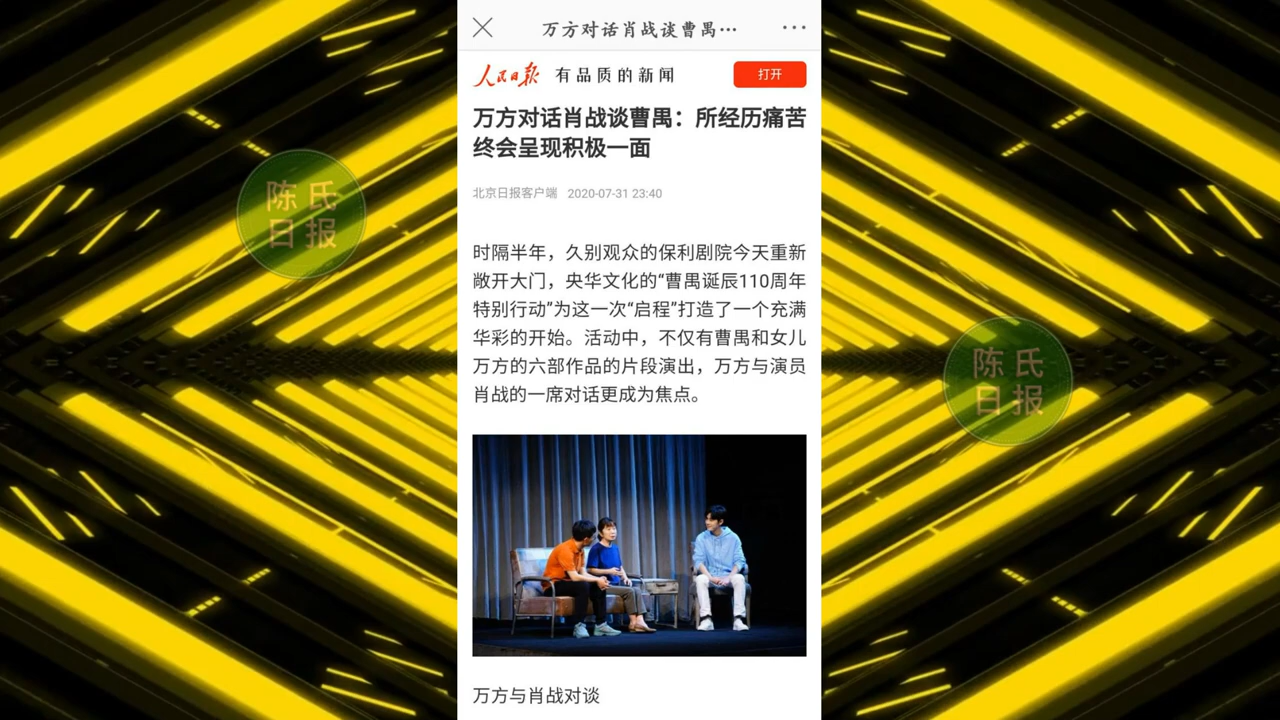 万方对话肖战谈曹禺…
人民日报 有品质的新闻
打开
万方对话肖战谈曹禺：所经历痛苦
终会呈现积极一面
北京日报客户端 2020-07-31 23:40
时隔半年，久别观众的保利剧院今天重新
敞开大门，央华文化的“曹禺诞辰110周年
特别行动”为这一次“启程”打造了一个充满
华彩的开始。活动中，不仅有曹禺和女儿
万方的六部作品的片段演出，万方与演员
肖战的一席对话更成为焦点。
万方与肖战对谈
陈氏
日报
陈氏
日报